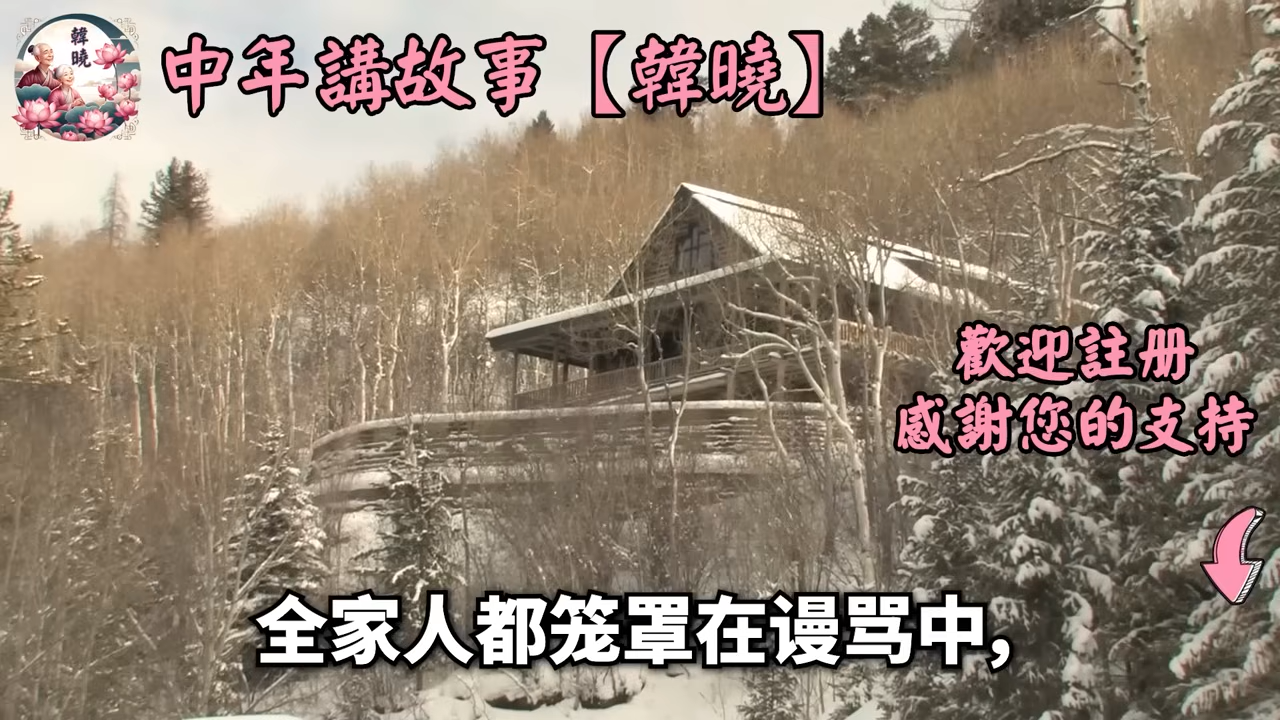 韓
曉
中年講故事【韓曉】
歡迎註册
感謝您的支持
全家人都笼罩在谩骂中,